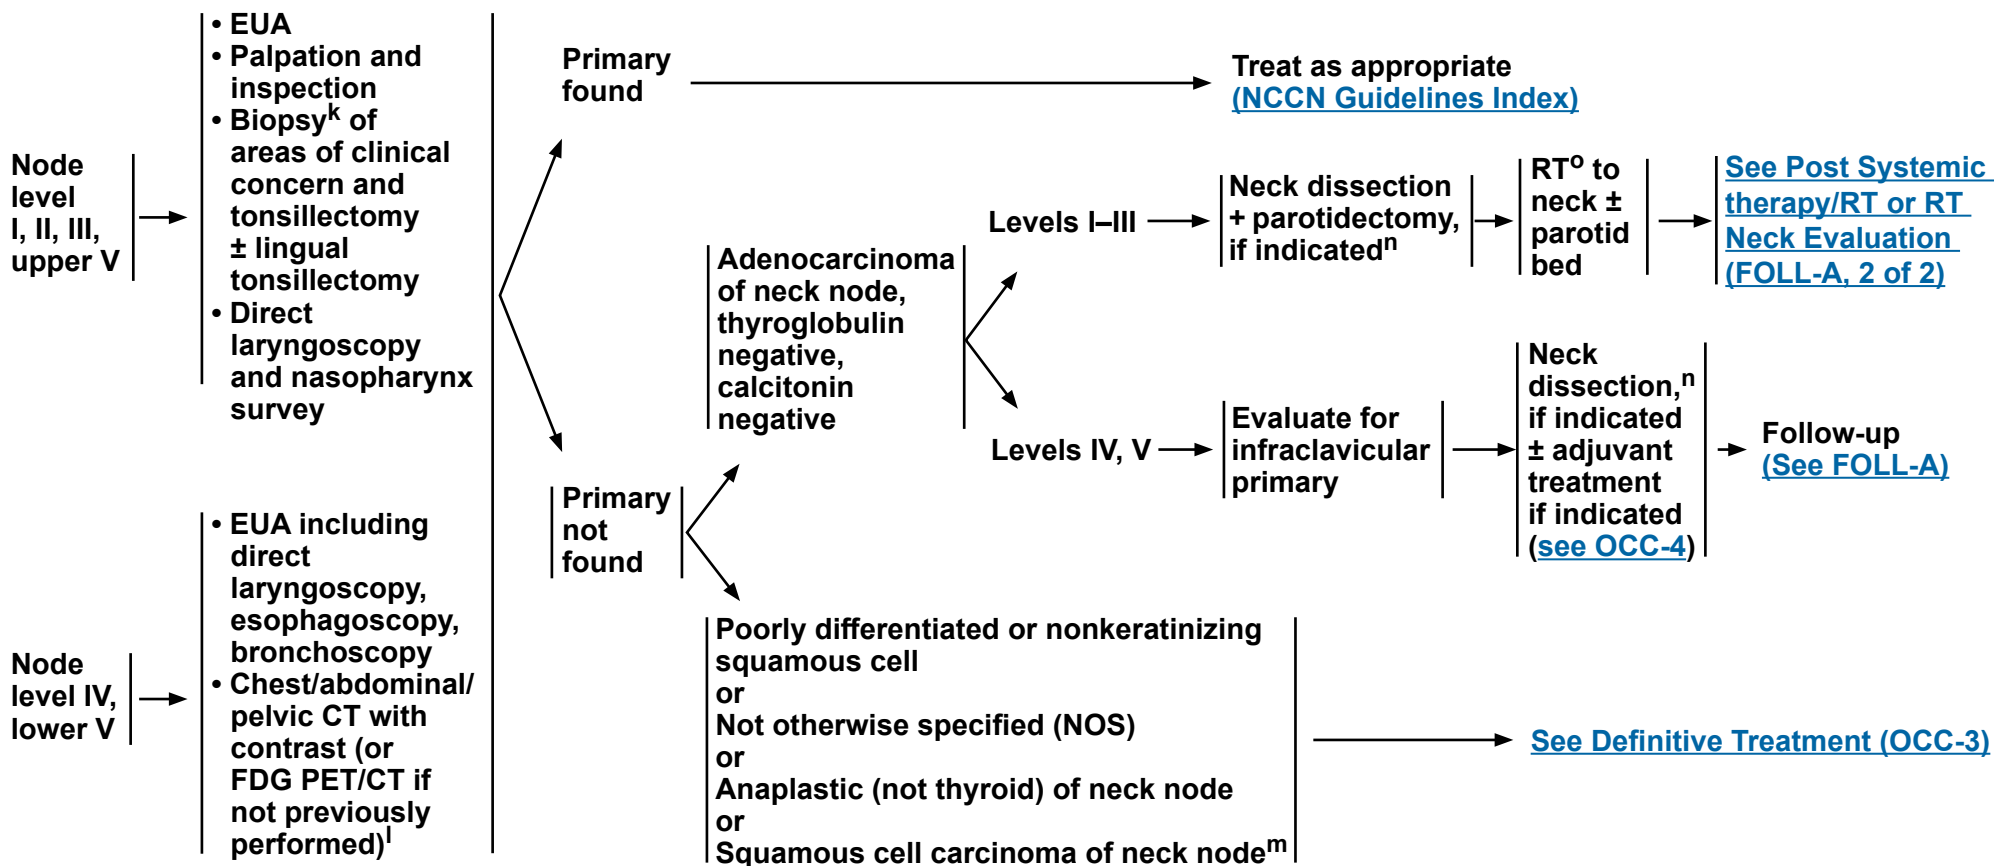 Node
level
I, II, III,
upper V
• EUA
• Palpation and
inspection
• Biopsyk of
areas of clinical
concern and
tonsillectomy
± lingual
tonsillectomy
• Direct
laryngoscopy
and nasopharynx
survey
Node
level IV,
lower V
• EUA including
direct
laryngoscopy,
esophagoscopy,
bronchoscopy
• Chest/abdominal/
pelvic CT with
contrast (or
FDG PET/CT if
not previously
performed)l
Primary
found
Treat as appropriate
(NCCN Guidelines Index)
Primary
not
found
Adenocarcinoma
of neck node,
thyroglobulin
negative,
calcitonin
negative
Levels I–III
Neck dissection
+ parotidectomy,
if indicatedn
RTo to
neck ±
parotid
bed
See Post Systemic
therapy/RT or RT
Neck Evaluation
(FOLL-A, 2 of 2)
Levels IV, V
Evaluate for
infraclavicular
primary
Neck
dissection,n
if indicated
± adjuvant
treatment
if indicated
(see OCC-4)
Follow-up
(See FOLL-A)
Poorly differentiated or nonkeratinizing
squamous cell
or
Not otherwise specified (NOS)
or
Anaplastic (not thyroid) of neck node
or
Squamous cell carcinoma of neck nodem
See Definitive Treatment (OCC-3)